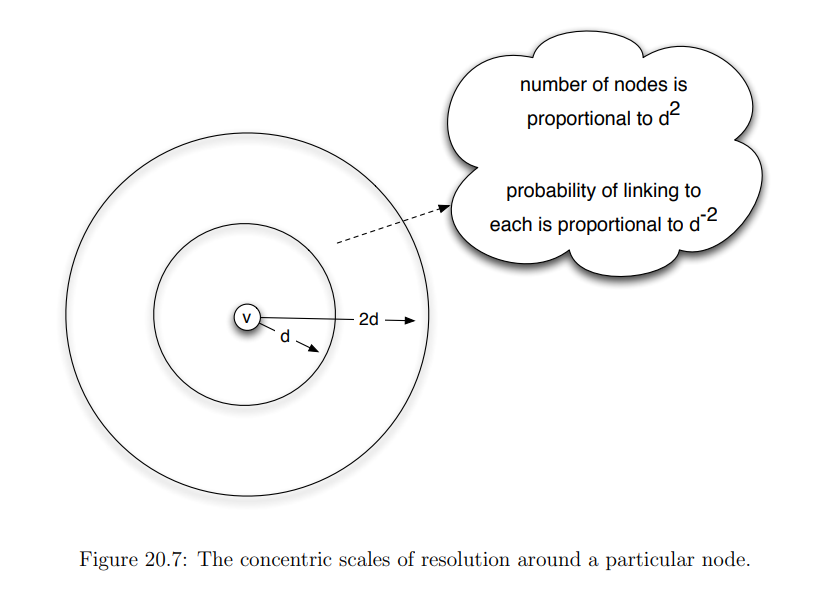 number of nodes is
proportional to d²
probability of linking to
each is proportional to d⁻²
v
2d
d
Figure 20.7: The concentric scales of resolution around a particular node.